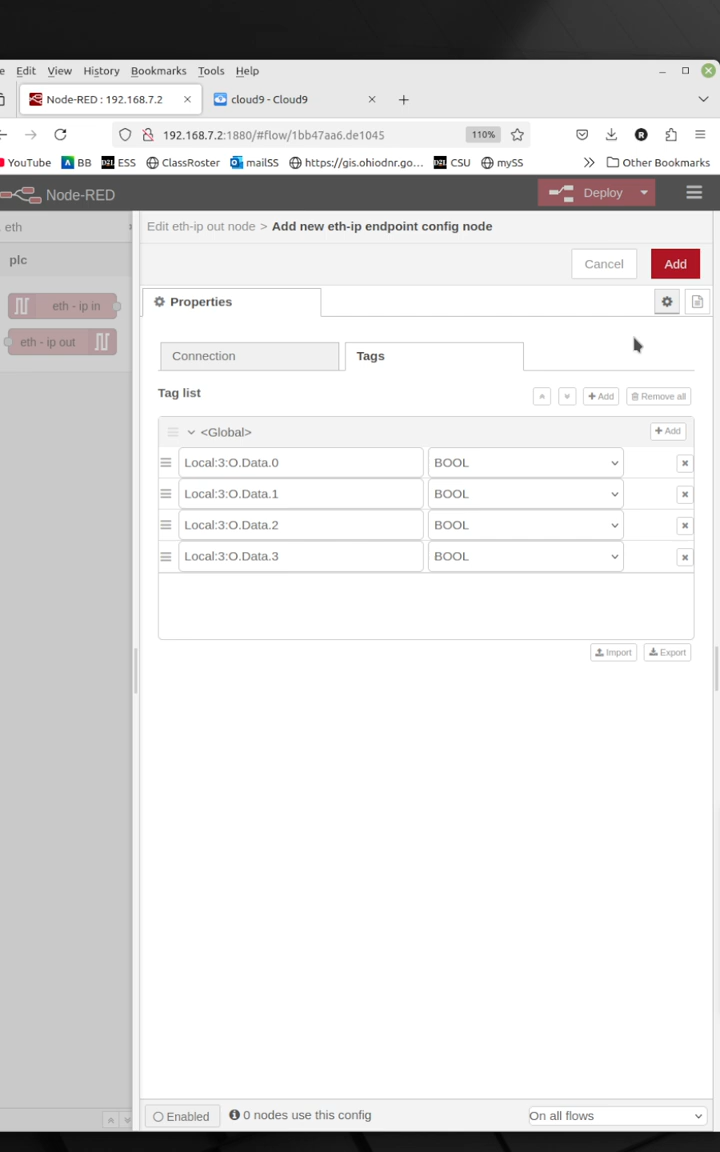 Edit View History Bookmarks Tools Help
Node-RED : 192.168.7.2 cloud9 - Cloud9
192.168.7.2:1880/#flow/1bb47aa6.de1045 110%
YouTube BB ESS ClassRoster mailSS https://gis.ohiodnr.go... CSU mySS Other Bookmarks
Node-RED Deploy
eth
Edit eth-ip out node > Add new eth-ip endpoint config node
plc
Cancel Add
eth - ip in
eth - ip out
Properties
Connection Tags
Tag list
+ Add Remove all
<Global> + Add
Local:3:O.Data.0 BOOL
Local:3:O.Data.1 BOOL
Local:3:O.Data.2 BOOL
Local:3:O.Data.3 BOOL
Import Export
Enabled 0 nodes use this config On all flows